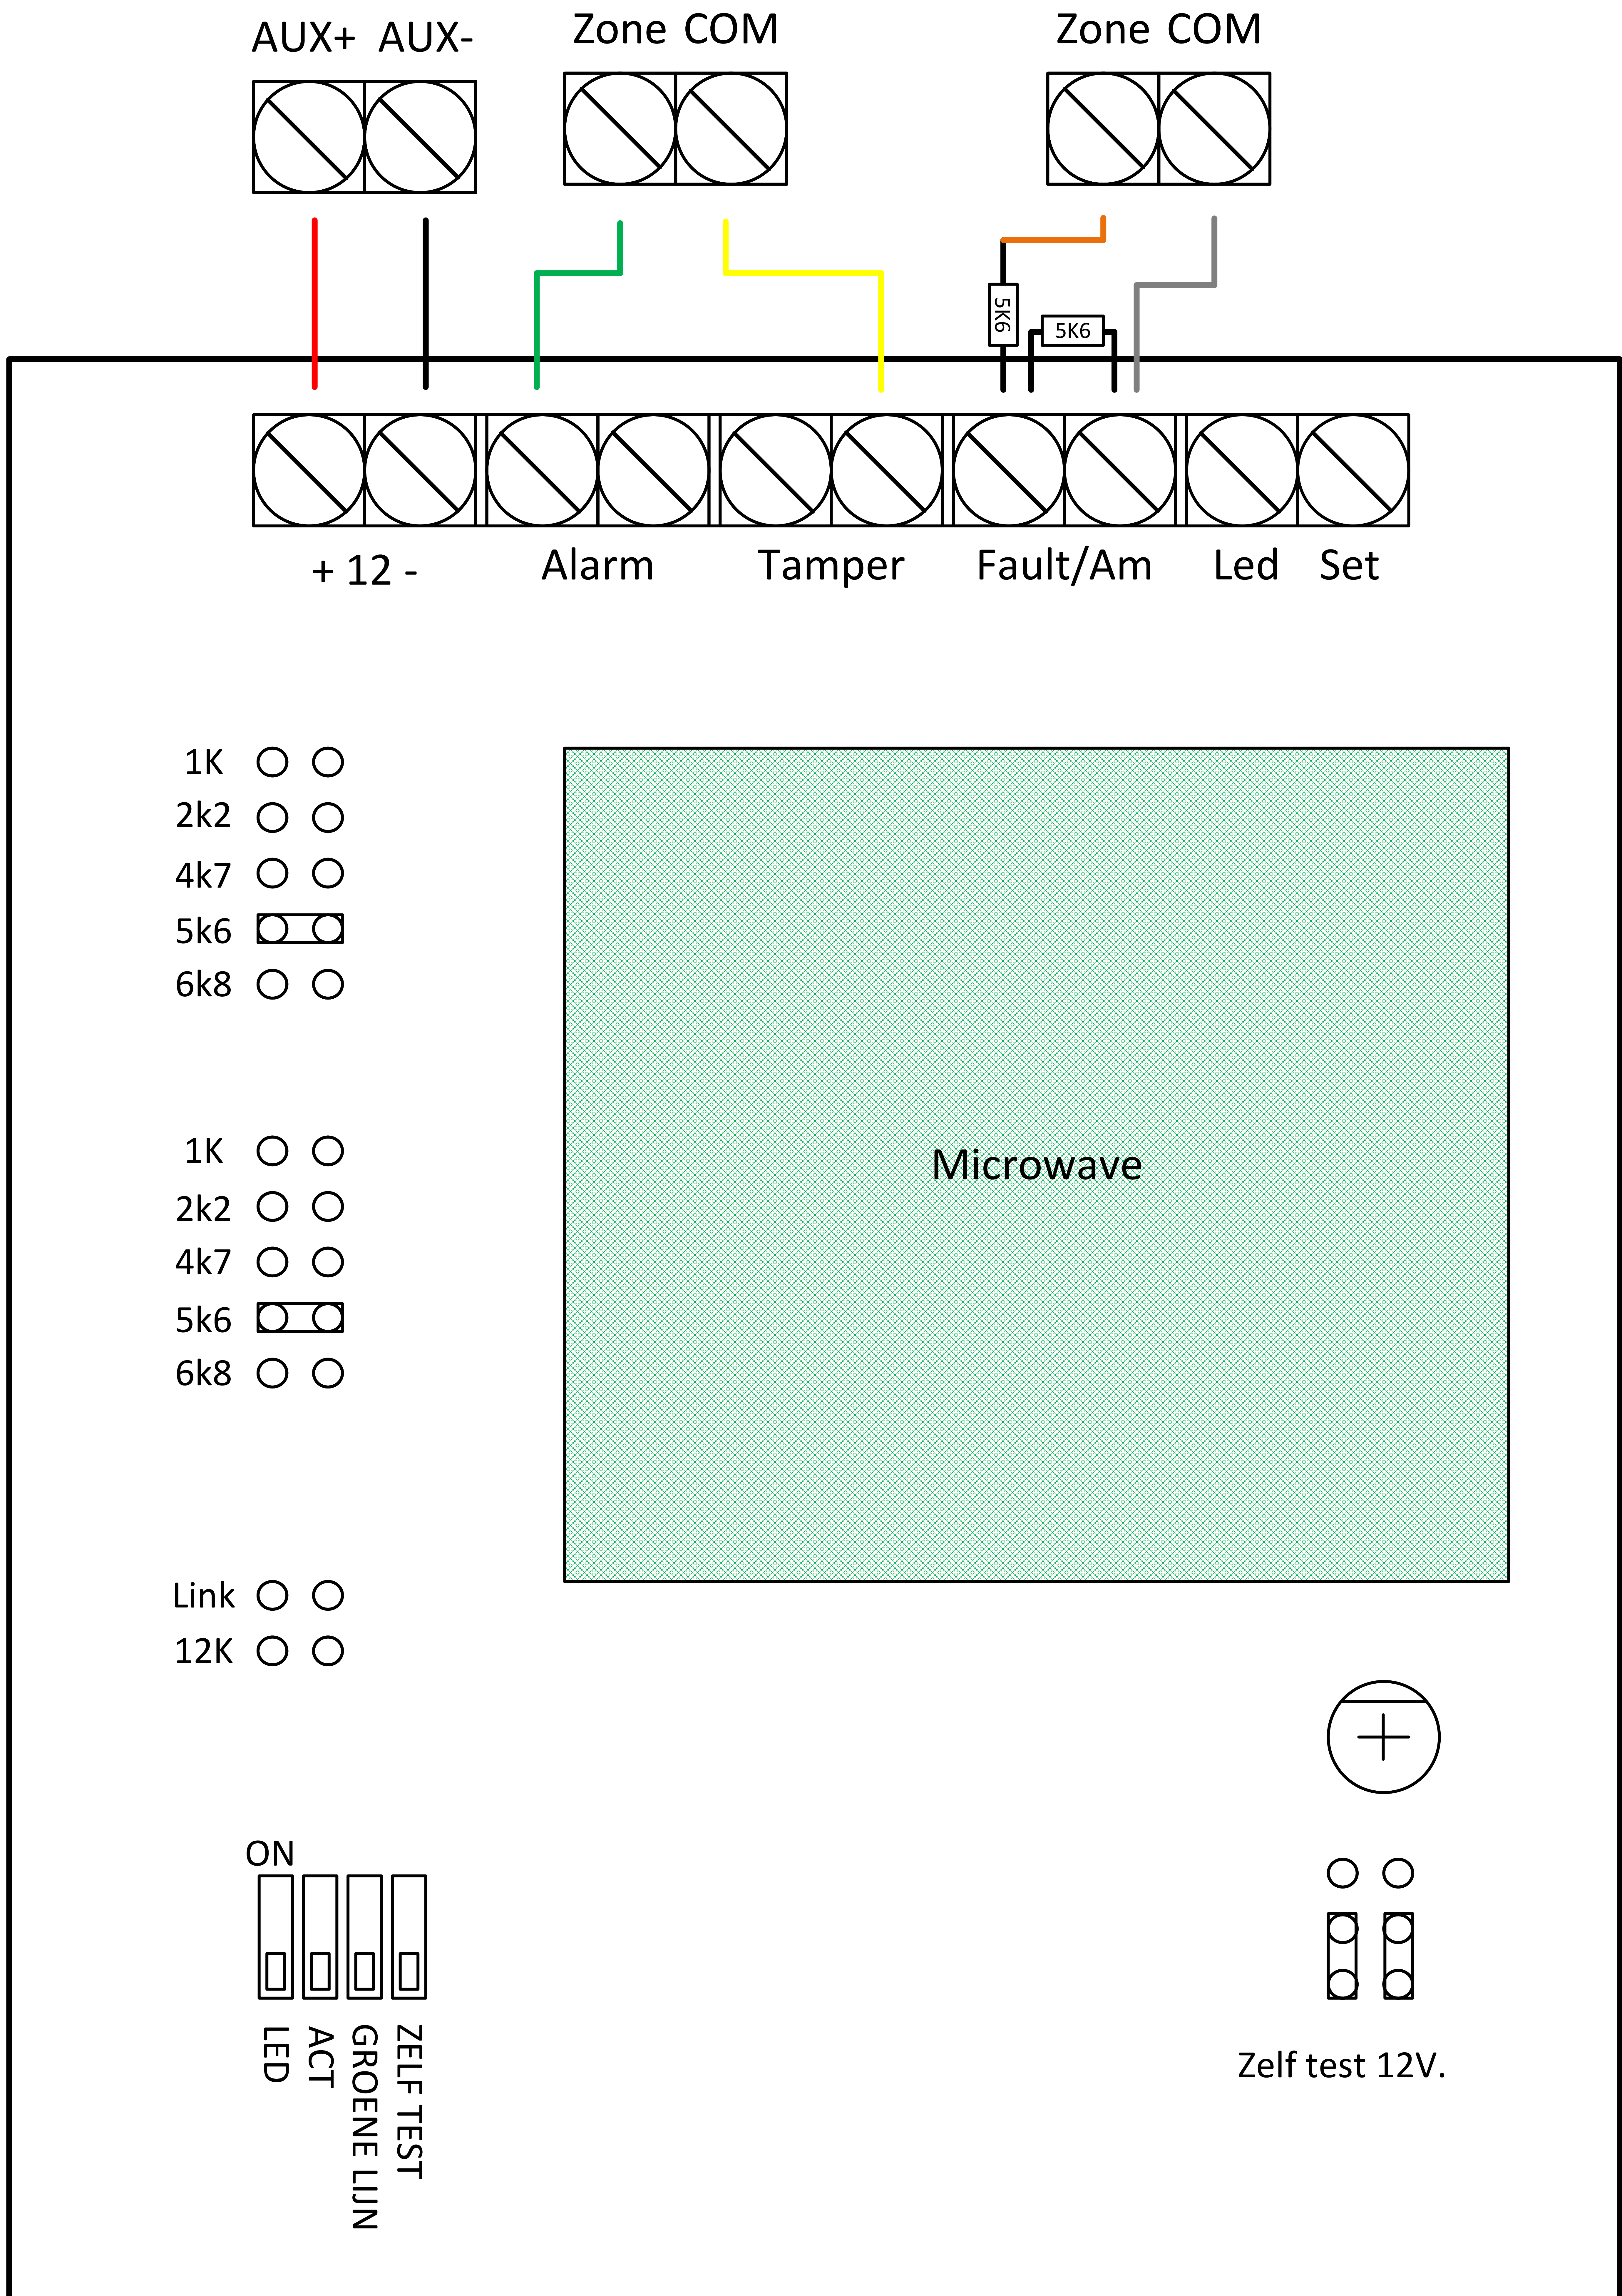 AUX+ AUX- Zone COM Zone COM
5K6
5K6
+ 12 - Alarm Tamper Fault/Am Led Set
1K
2k2
4k7
5k6
6k8
1K
2k2
4k7
5k6
6k8
Microwave
Link
12K
ON
LED
ACT
GROENE LIJN
ZELF TEST
Zelf test 12V.